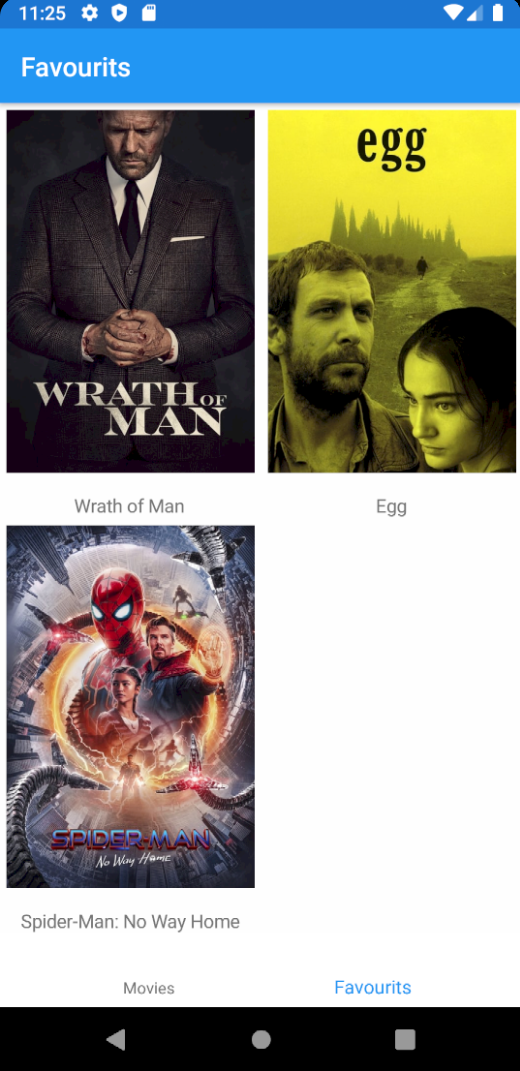 11:25
Favourits
WRATH OF
MAN
egg
Wrath of Man
Egg
SPIDER-MAN
No Way Home
Spider-Man: No Way Home
Movies
Favourits